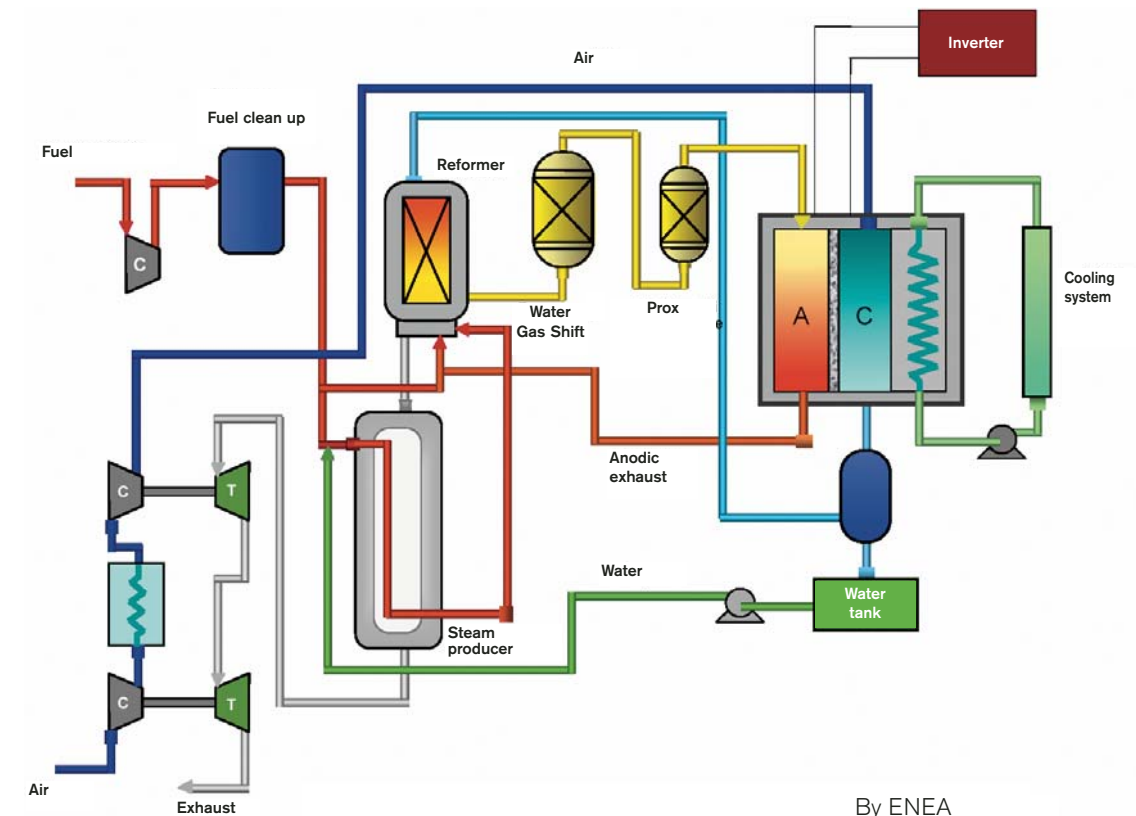 Inverter
Air
Fuel clean up
Fuel
Reformer
C
Water
Gas Shift
Prox
e
A
C
Cooling
system
Anodic
exhaust
C
T
Water
Water
tank
Steam
producer
C
T
Air
Exhaust
By ENEA